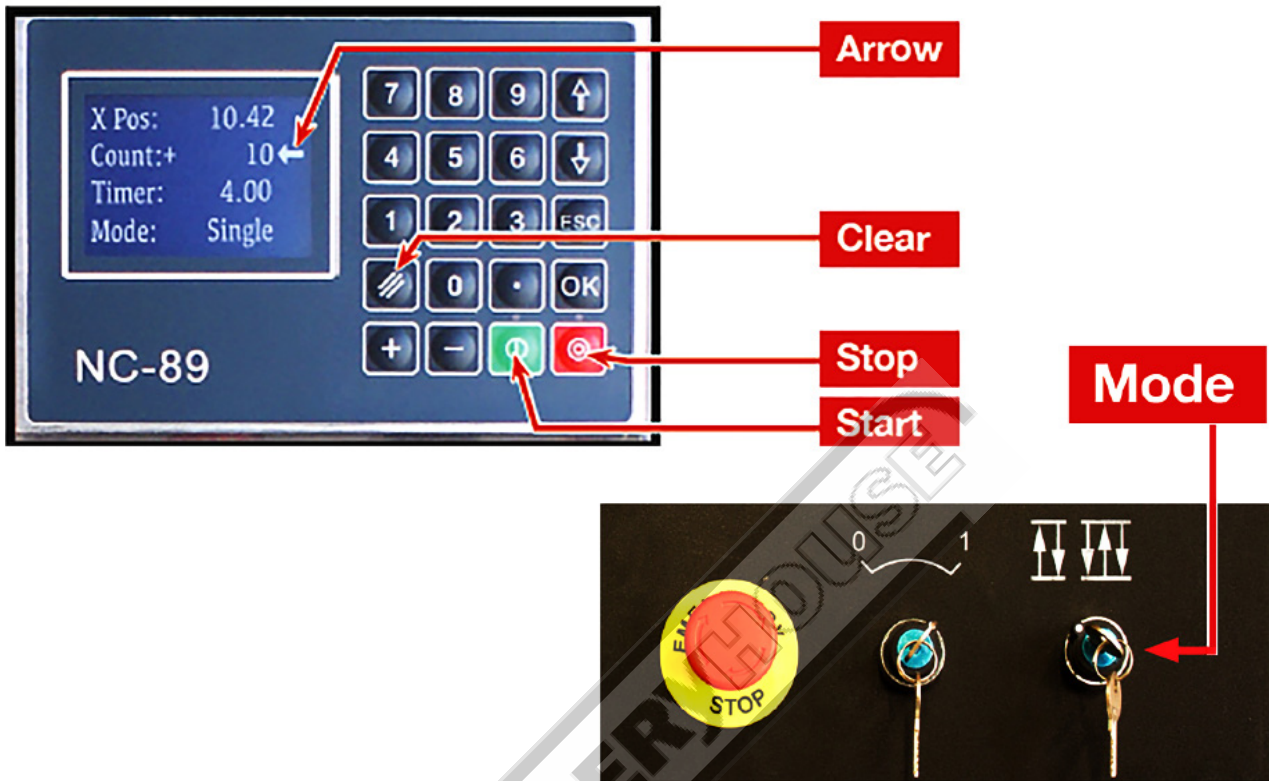 Arrow
X Pos: 10.42
Count:+ 10
Timer: 4.00
Mode: Single
7 8 9
4 5 6
1 2 3 ESC
0 . OK
+ -
NC-89
Clear
Stop
Start
Mode
0 1
STOP
HOUSE